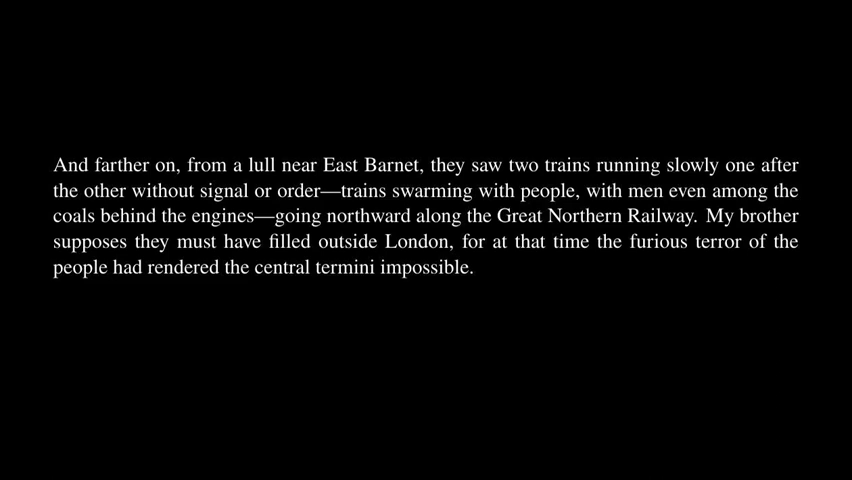 And farther on, from a lull near East Barnet, they saw two trains running slowly one after
the other without signal or order—trains swarming with people, with men even among the
coals behind the engines—going northward along the Great Northern Railway. My brother
supposes they must have filled outside London, for at that time the furious terror of the
people had rendered the central termini impossible.